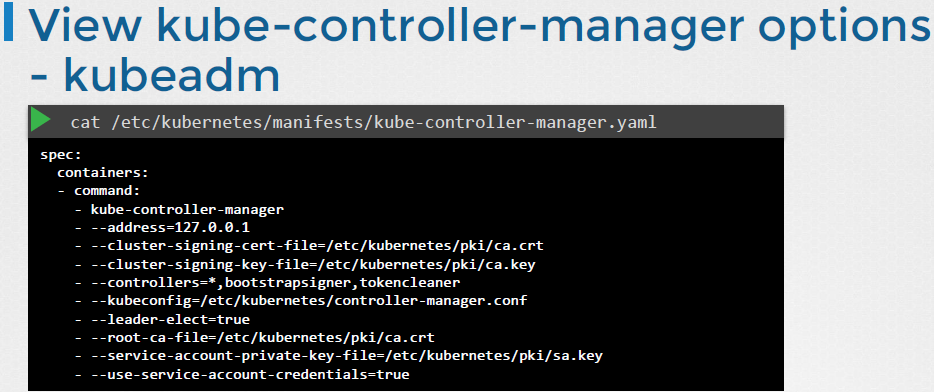 View kube-controller-manager options
- kubeadm
cat /etc/kubernetes/manifests/kube-controller-manager.yaml
spec:
  containers:
  - command:
    - kube-controller-manager
    - --address=127.0.0.1
    - --cluster-signing-cert-file=/etc/kubernetes/pki/ca.crt
    - --cluster-signing-key-file=/etc/kubernetes/pki/ca.key
    - --controllers=*,bootstrapsigner,tokencleaner
    - --kubeconfig=/etc/kubernetes/controller-manager.conf
    - --leader-elect=true
    - --root-ca-file=/etc/kubernetes/pki/ca.crt
    - --service-account-private-key-file=/etc/kubernetes/pki/sa.key
    - --use-service-account-credentials=true